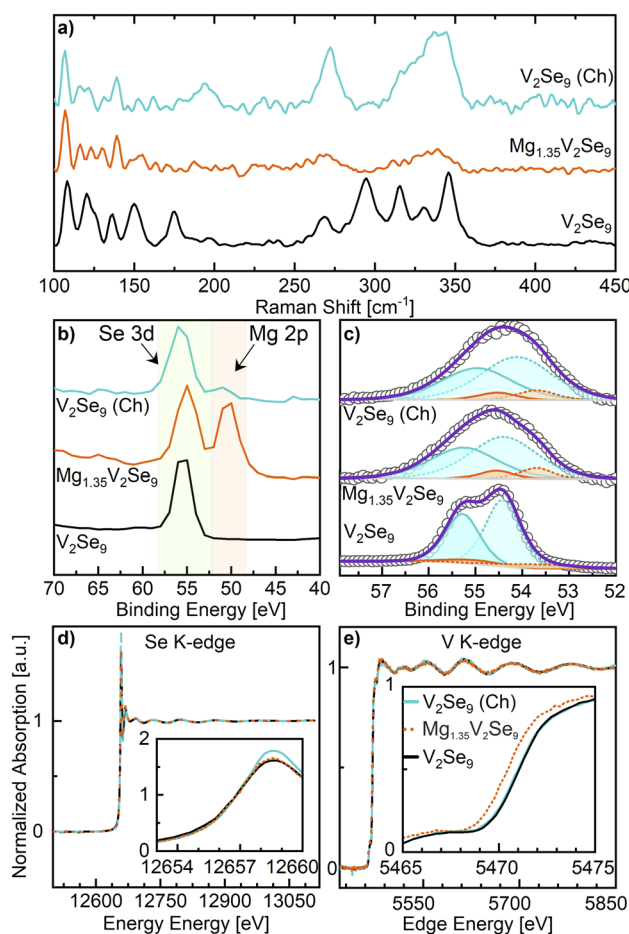 a)
V₂Se₉ (Ch)
Mg₁.₃₅V₂Se₉
V₂Se₉
100 150 200 250 300 350 400 450
Raman Shift [cm⁻¹]
b)
Se 3d
Mg 2p
V₂Se₉ (Ch)
Mg₁.₃₅V₂Se₉
V₂Se₉
70 65 60 55 50 45 40
Binding Energy [eV]
c)
V₂Se₉ (Ch)
Mg₁.₃₅V₂Se₉
V₂Se₉
57 56 55 54 53 52
Binding Energy [eV]
Normalized Absorption [a.u.]
d)
Se K-edge
1
0
2
1
0
12654 12657 12660
12600 12750 12900 13050
Energy Energy [eV]
e)
V K-edge
1
0
1
V₂Se₉ (Ch)
Mg₁.₃₅V₂Se₉
V₂Se₉
0
5465 5470 5475
5550 5700 5850
Edge Energy [eV]